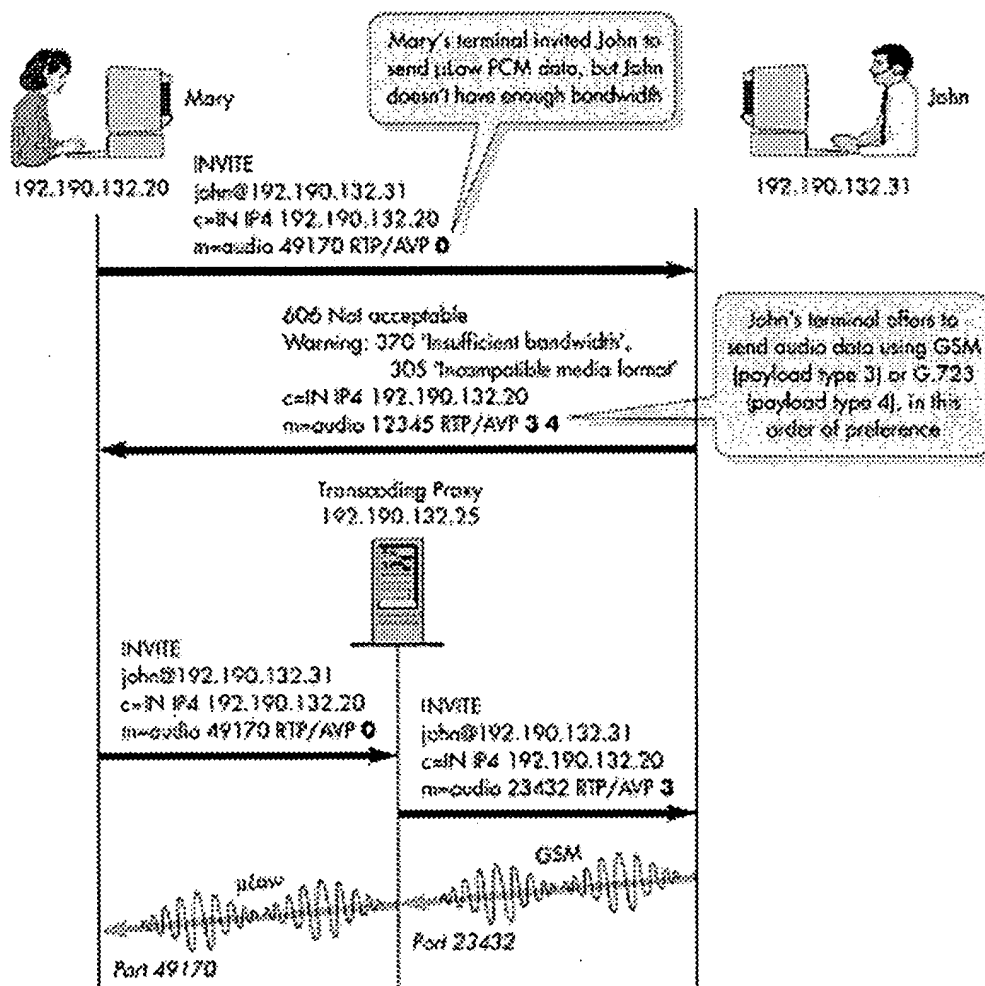 Mary's terminal invited John to
send µLaw PCM data, but John
doesn't have enough bandwidth
Mary
John
192.190.132.20
192.190.132.31
INVITE
john@192.190.132.31
c=IN IP4 192.190.132.20
m=audio 49170 RTP/AVP 0
606 Not acceptable
Warning: 370 "Insufficient bandwidth",
305 "Incompatible media format"
c=IN IP4 192.190.132.20
m=audio 12345 RTP/AVP 3 4
John's terminal offers to
send audio data using GSM
(payload type 3) or G.723
(payload type 4), in this
order of preference
Transcoding Proxy
192.190.132.25
INVITE
john@192.190.132.31
c=IN IP4 192.190.132.20
m=audio 49170 RTP/AVP 0
INVITE
john@192.190.132.31
c=IN IP4 192.190.132.20
m=audio 23432 RTP/AVP 3
µLaw
GSM
Port 49170
Port 23432